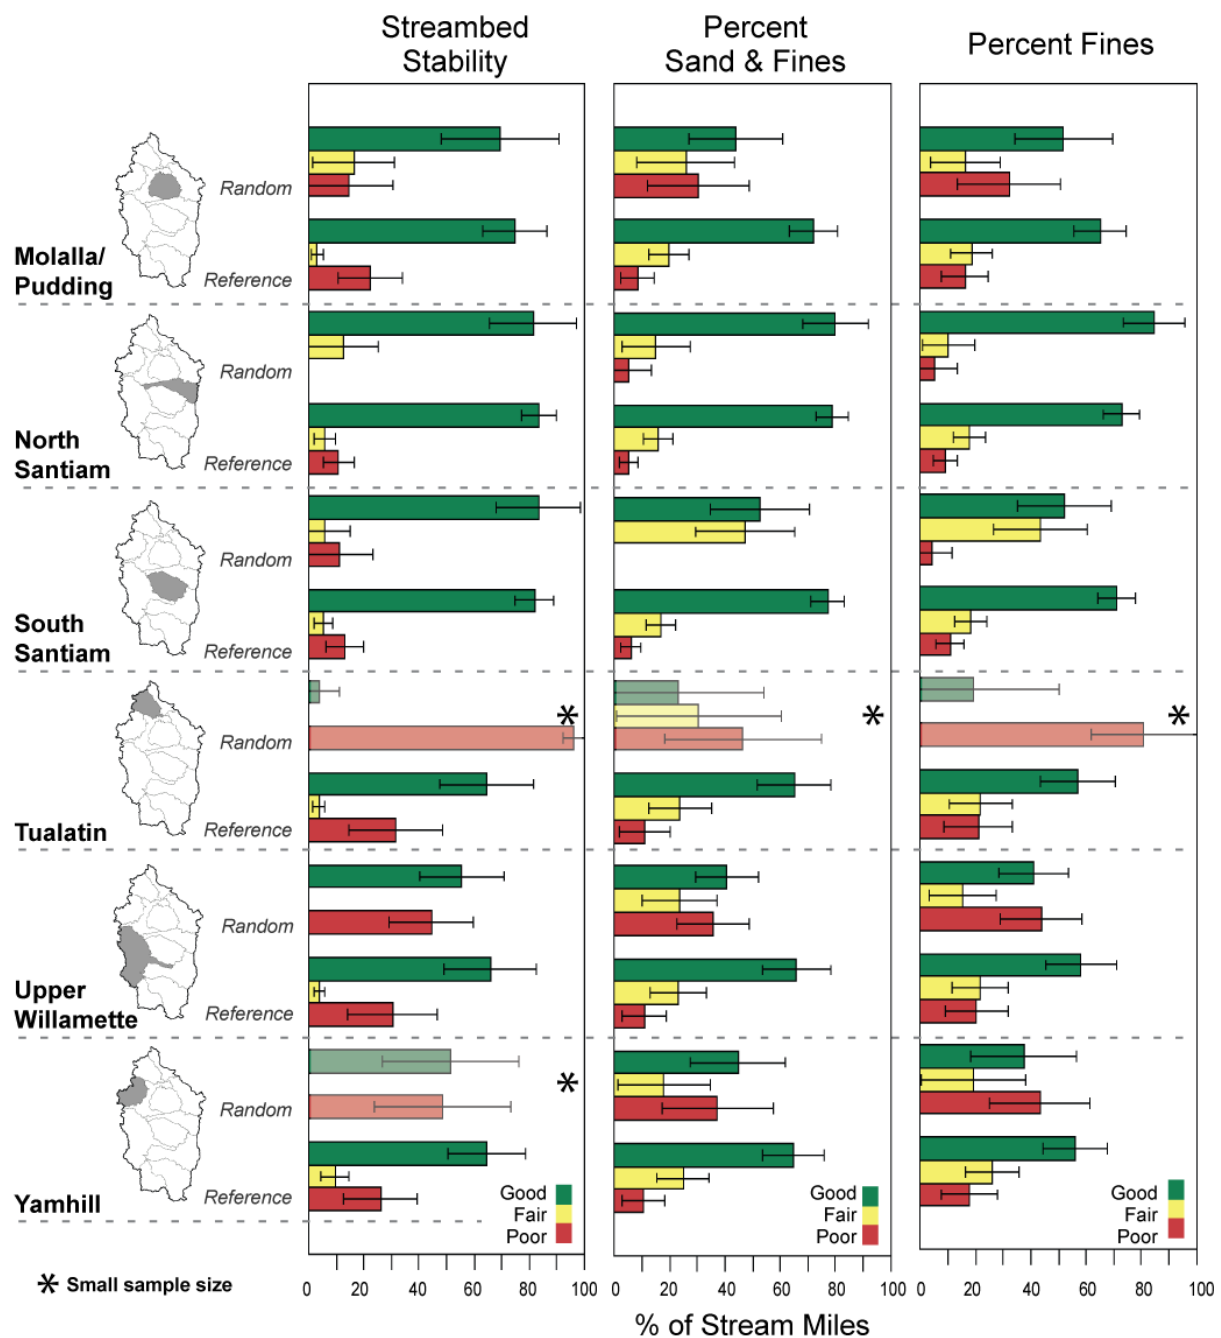 Streambed
Stability
Percent
Sand & Fines
Percent Fines
Random
Molalla/
Pudding
Reference
Random
North
Santiam
Reference
Random
South
Santiam
Reference
*
*
*
Random
Tualatin
Reference
Random
Upper
Willamette
Reference
*
Random
Yamhill
Reference
Good
Fair
Poor
Good
Fair
Poor
Good
Fair
Poor
* Small sample size
0 20 40 60 80 100
0 20 40 60 80 100
0 20 40 60 80 100
% of Stream Miles